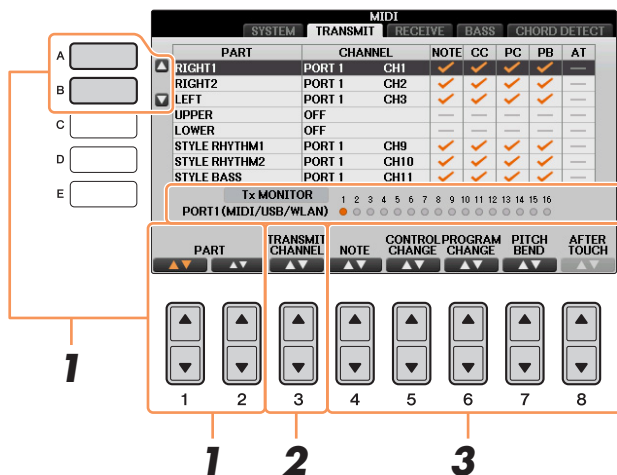 MIDI
SYSTEM TRANSMIT RECEIVE BASS CHORD DETECT
PART CHANNEL NOTE CC PC PB AT
RIGHT1 PORT 1 CH1
RIGHT2 PORT 1 CH2
LEFT PORT 1 CH3
UPPER OFF
LOWER OFF
STYLE RHYTHM1 PORT 1 CH9
STYLE RHYTHM2 PORT 1 CH10
STYLE BASS PORT 1 CH11
Tx MONITOR 1 2 3 4 5 6 7 8 9 10 11 12 13 14 15 16
PORT1(MIDI/USB/WLAN)
PART TRANSMIT CHANNEL NOTE CONTROL CHANGE PROGRAM CHANGE PITCH BEND AFTER TOUCH
A
B
C
D
E
1
1 2 3 4 5 6 7 8
1 2 3